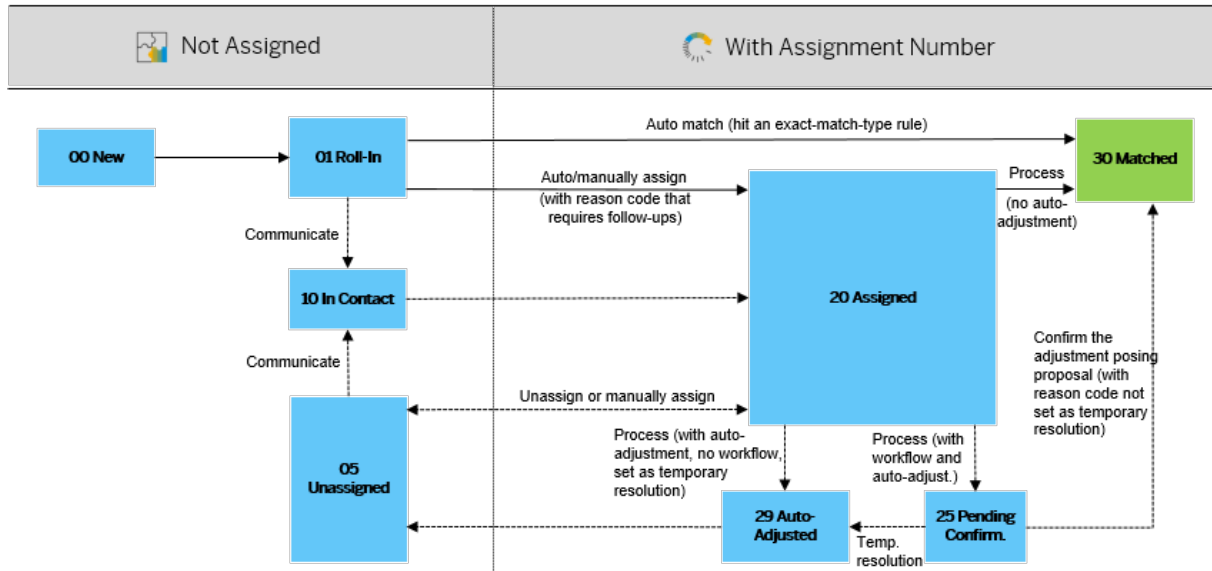 Not Assigned
With Assignment Number
Auto match (hit an exact-match-type rule)
00 New
01 Roll-In
30 Matched
Auto/manually assign
(with reason code that
requires follow-ups)
Process
(no auto-
adjustment)
Communicate
10 In Contact
20 Assigned
Communicate
Confirm the
adjustment posing
proposal (with
reason code not
set as temporary
resolution)
Unassign or manually assign
Process (with auto-
adjustment, no workflow,
set as temporary
resolution)
Process (with
workflow and
auto-adjust.)
05
Unassigned
29 Auto-
Adjusted
25 Pending
Confirm.
Temp.
resolution